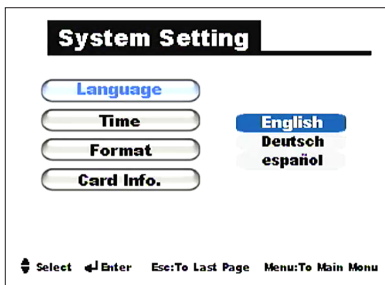 System Setting
Language
Time
Format
Card Info.
English
Deutsch
español
Select Enter Esc:To Last Page Menu:To Main Monu